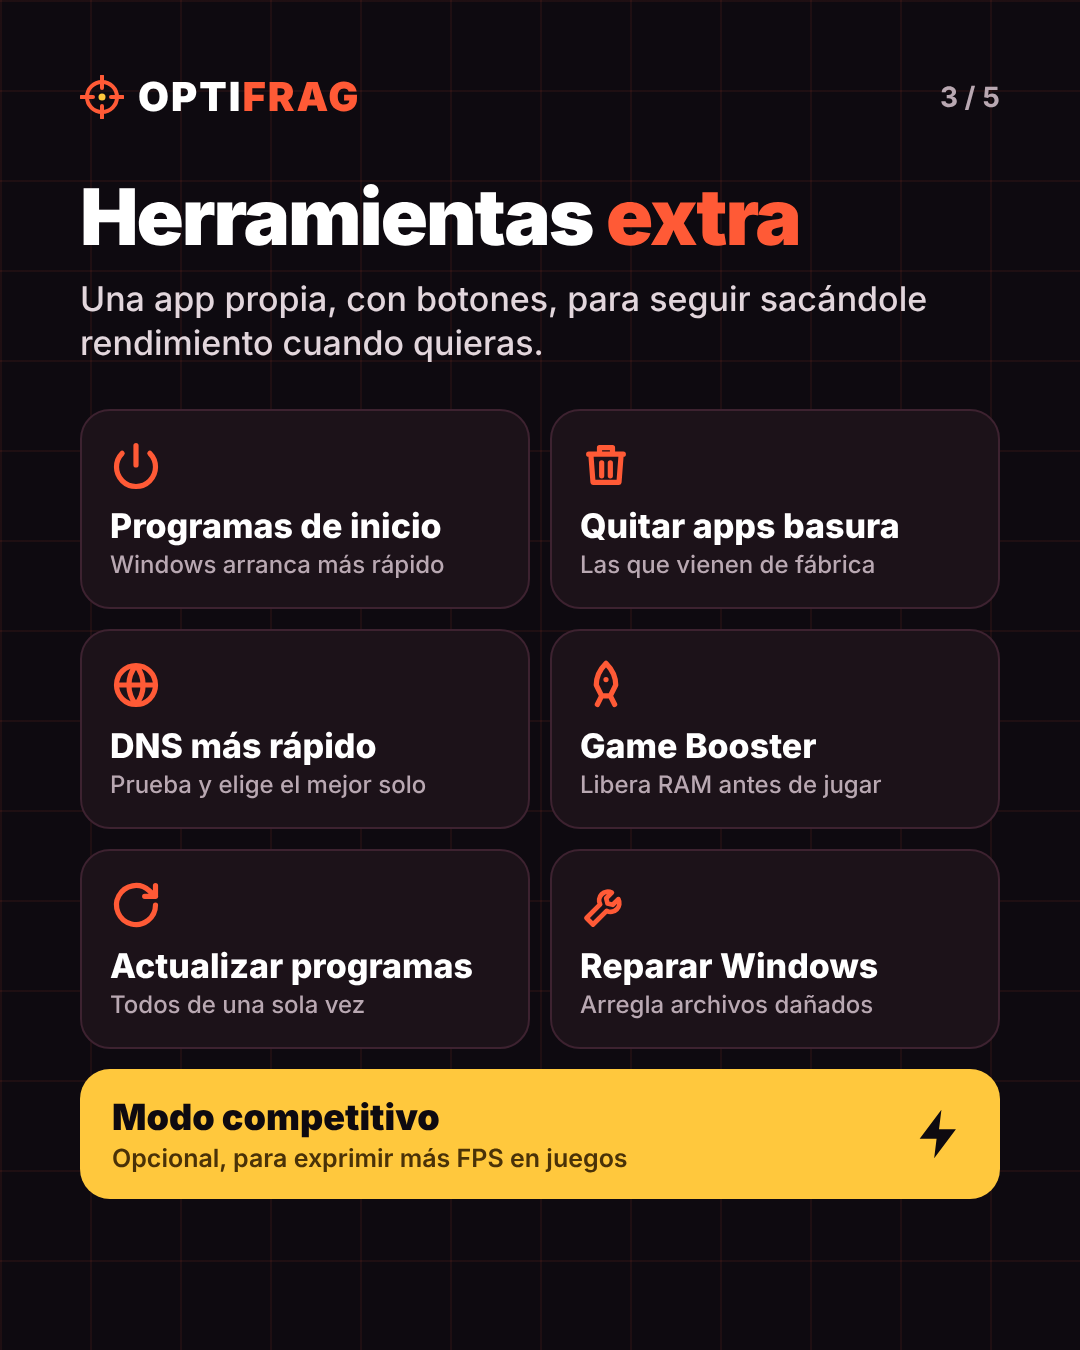 OPTIFRAG
3 / 5
Herramientas extra
Una app propia, con botones, para seguir sacándole
rendimiento cuando quieras.
Programas de inicio
Windows arranca más rápido
Quitar apps basura
Las que vienen de fábrica
DNS más rápido
Prueba y elige el mejor solo
Game Booster
Libera RAM antes de jugar
Actualizar programas
Todos de una sola vez
Reparar Windows
Arregla archivos dañados
Modo competitivo
Opcional, para exprimir más FPS en juegos